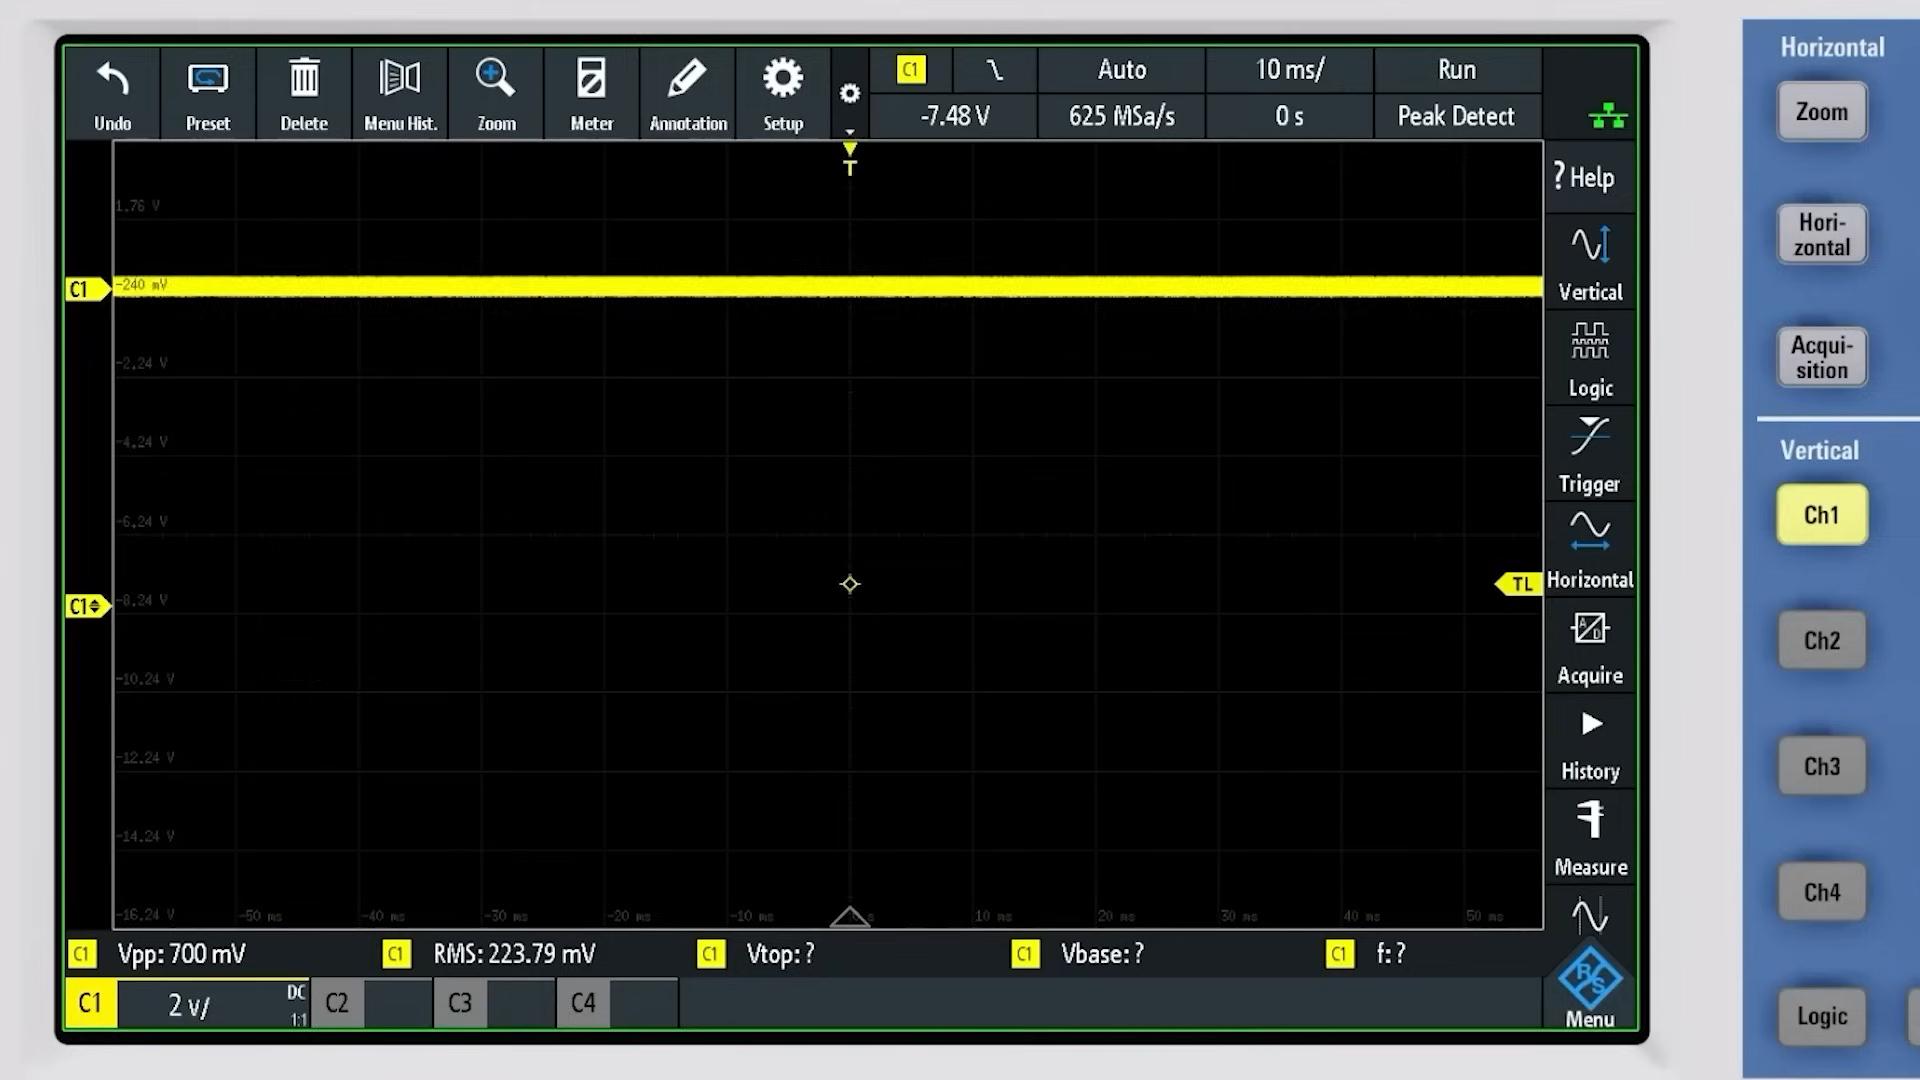 Undo
Preset
Delete
Menu Hist.
Zoom
Meter
Annotation
Setup
C1
Auto
10 ms/
Run
-7.48 V
625 MSa/s
0 s
Peak Detect
T
? Help
1.76 V
C1
-240 mV
Vertical
-2.24 V
Logic
-4.24 V
Trigger
-6.24 V
TL
Horizontal
C1
-8.24 V
A/D
Acquire
-10.24 V
-12.24 V
History
-14.24 V
Measure
-16.24 V
-50 ms
-40 ms
-30 ms
-20 ms
-10 ms
s
10 ms
20 ms
30 ms
40 ms
50 ms
C1 Vpp: 700 mV
C1 RMS: 223.79 mV
C1 Vtop: ?
C1 Vbase: ?
C1 f: ?
C1 2 V/ DC 1:1
C2
C3
C4
R&S
Menu
Horizontal
Zoom
Hori-
zontal
Acqui-
sition
Vertical
Ch1
Ch2
Ch3
Ch4
Logic